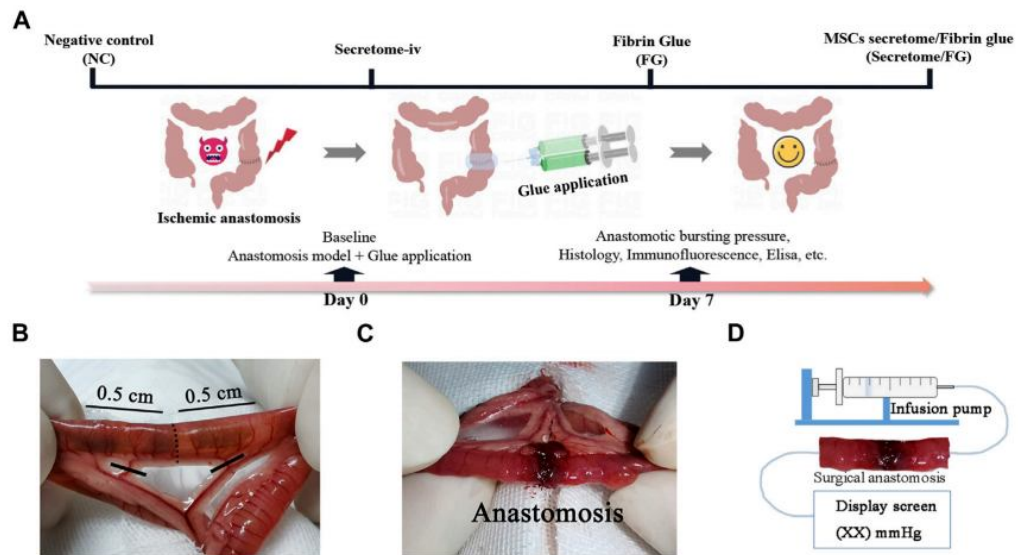 A
Negative control
(NC)
Secretome-iv
Fibrin Glue
(FG)
MSCs secretome/Fibrin glue
(Secretome/FG)
Ischemic anastomosis
Glue application
Baseline
Anastomosis model + Glue application
Anastomotic bursting pressure,
Histology, Immunofluorescence, Elisa, etc.
Day 0
Day 7
B
0.5 cm
0.5 cm
C
Anastomosis
D
Infusion pump
Surgical anastomosis
Display screen
(XX) mmHg